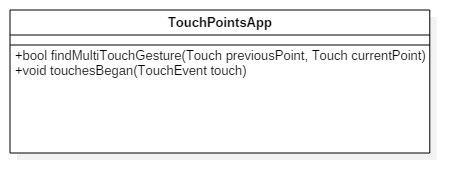 TouchPointsApp
+bool findMultiTouchGesture(Touch previousPoint, Touch currentPoint)
+void touchesBegan(TouchEvent touch)